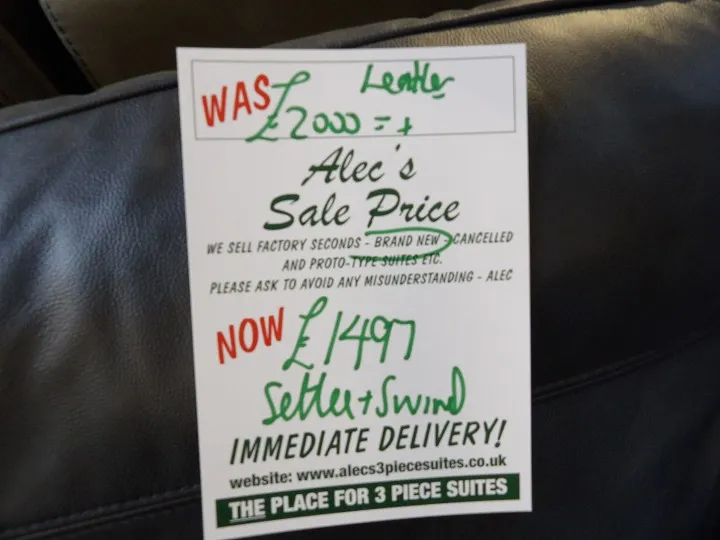 Leather
WAS £2000=+
Alec's
Sale Price
WE SELL FACTORY SECONDS - BRAND NEW - CANCELLED
AND PROTO-TYPE SUITES ETC.
PLEASE ASK TO AVOID ANY MISUNDERSTANDING - ALEC
NOW £1497
Settee + Swivel
IMMEDIATE DELIVERY!
website: www.alecs3piecesuites.co.uk
THE PLACE FOR 3 PIECE SUITES